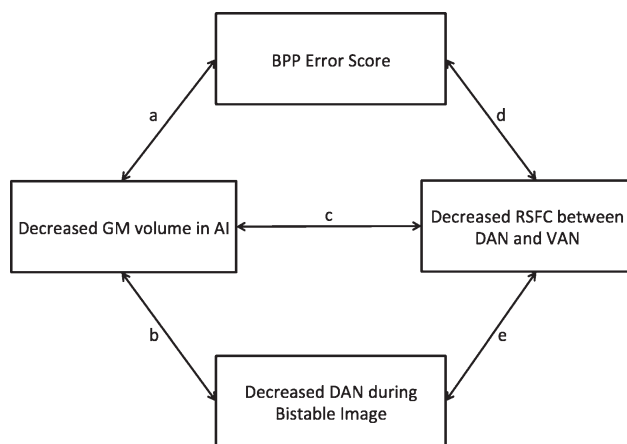 BPP Error Score
a
d
Decreased GM volume in AI
c
Decreased RSFC between
DAN and VAN
b
e
Decreased DAN during
Bistable Image